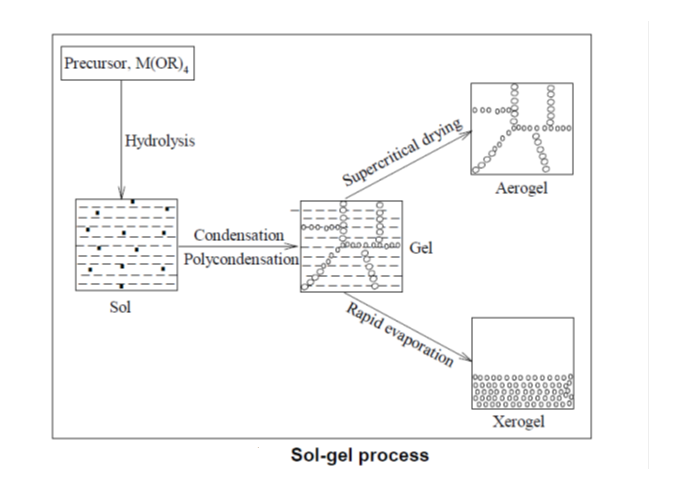 Precursor, M(OR)₄
Hydrolysis
Sol
Condensation
Polycondensation
Gel
Supercritical drying
Aerogel
Rapid evaporation
Xerogel
Sol-gel process